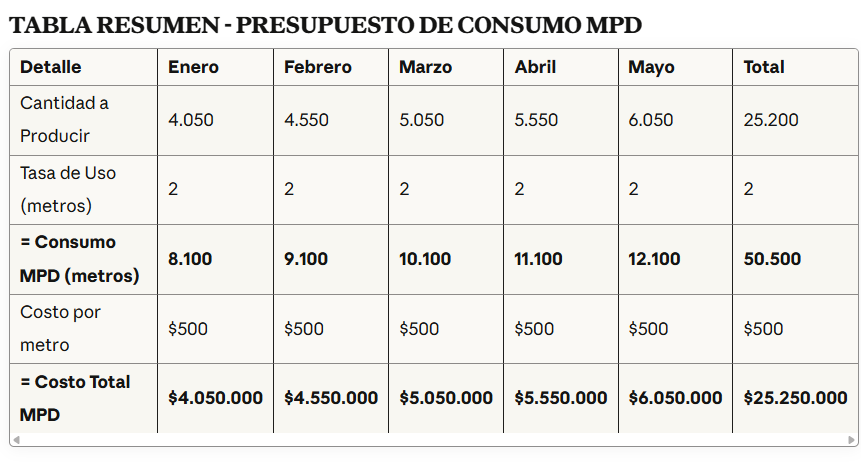 TABLA RESUMEN - PRESUPUESTO DE CONSUMO MPD
Detalle Enero Febrero Marzo Abril Mayo Total
Cantidad a
Producir 4.050 4.550 5.050 5.550 6.050 25.200
Tasa de Uso
(metros) 2 2 2 2 2 2
= Consumo
MPD (metros) 8.100 9.100 10.100 11.100 12.100 50.500
Costo por
metro $500 $500 $500 $500 $500 $500
= Costo Total
MPD $4.050.000 $4.550.000 $5.050.000 $5.550.000 $6.050.000 $25.250.000